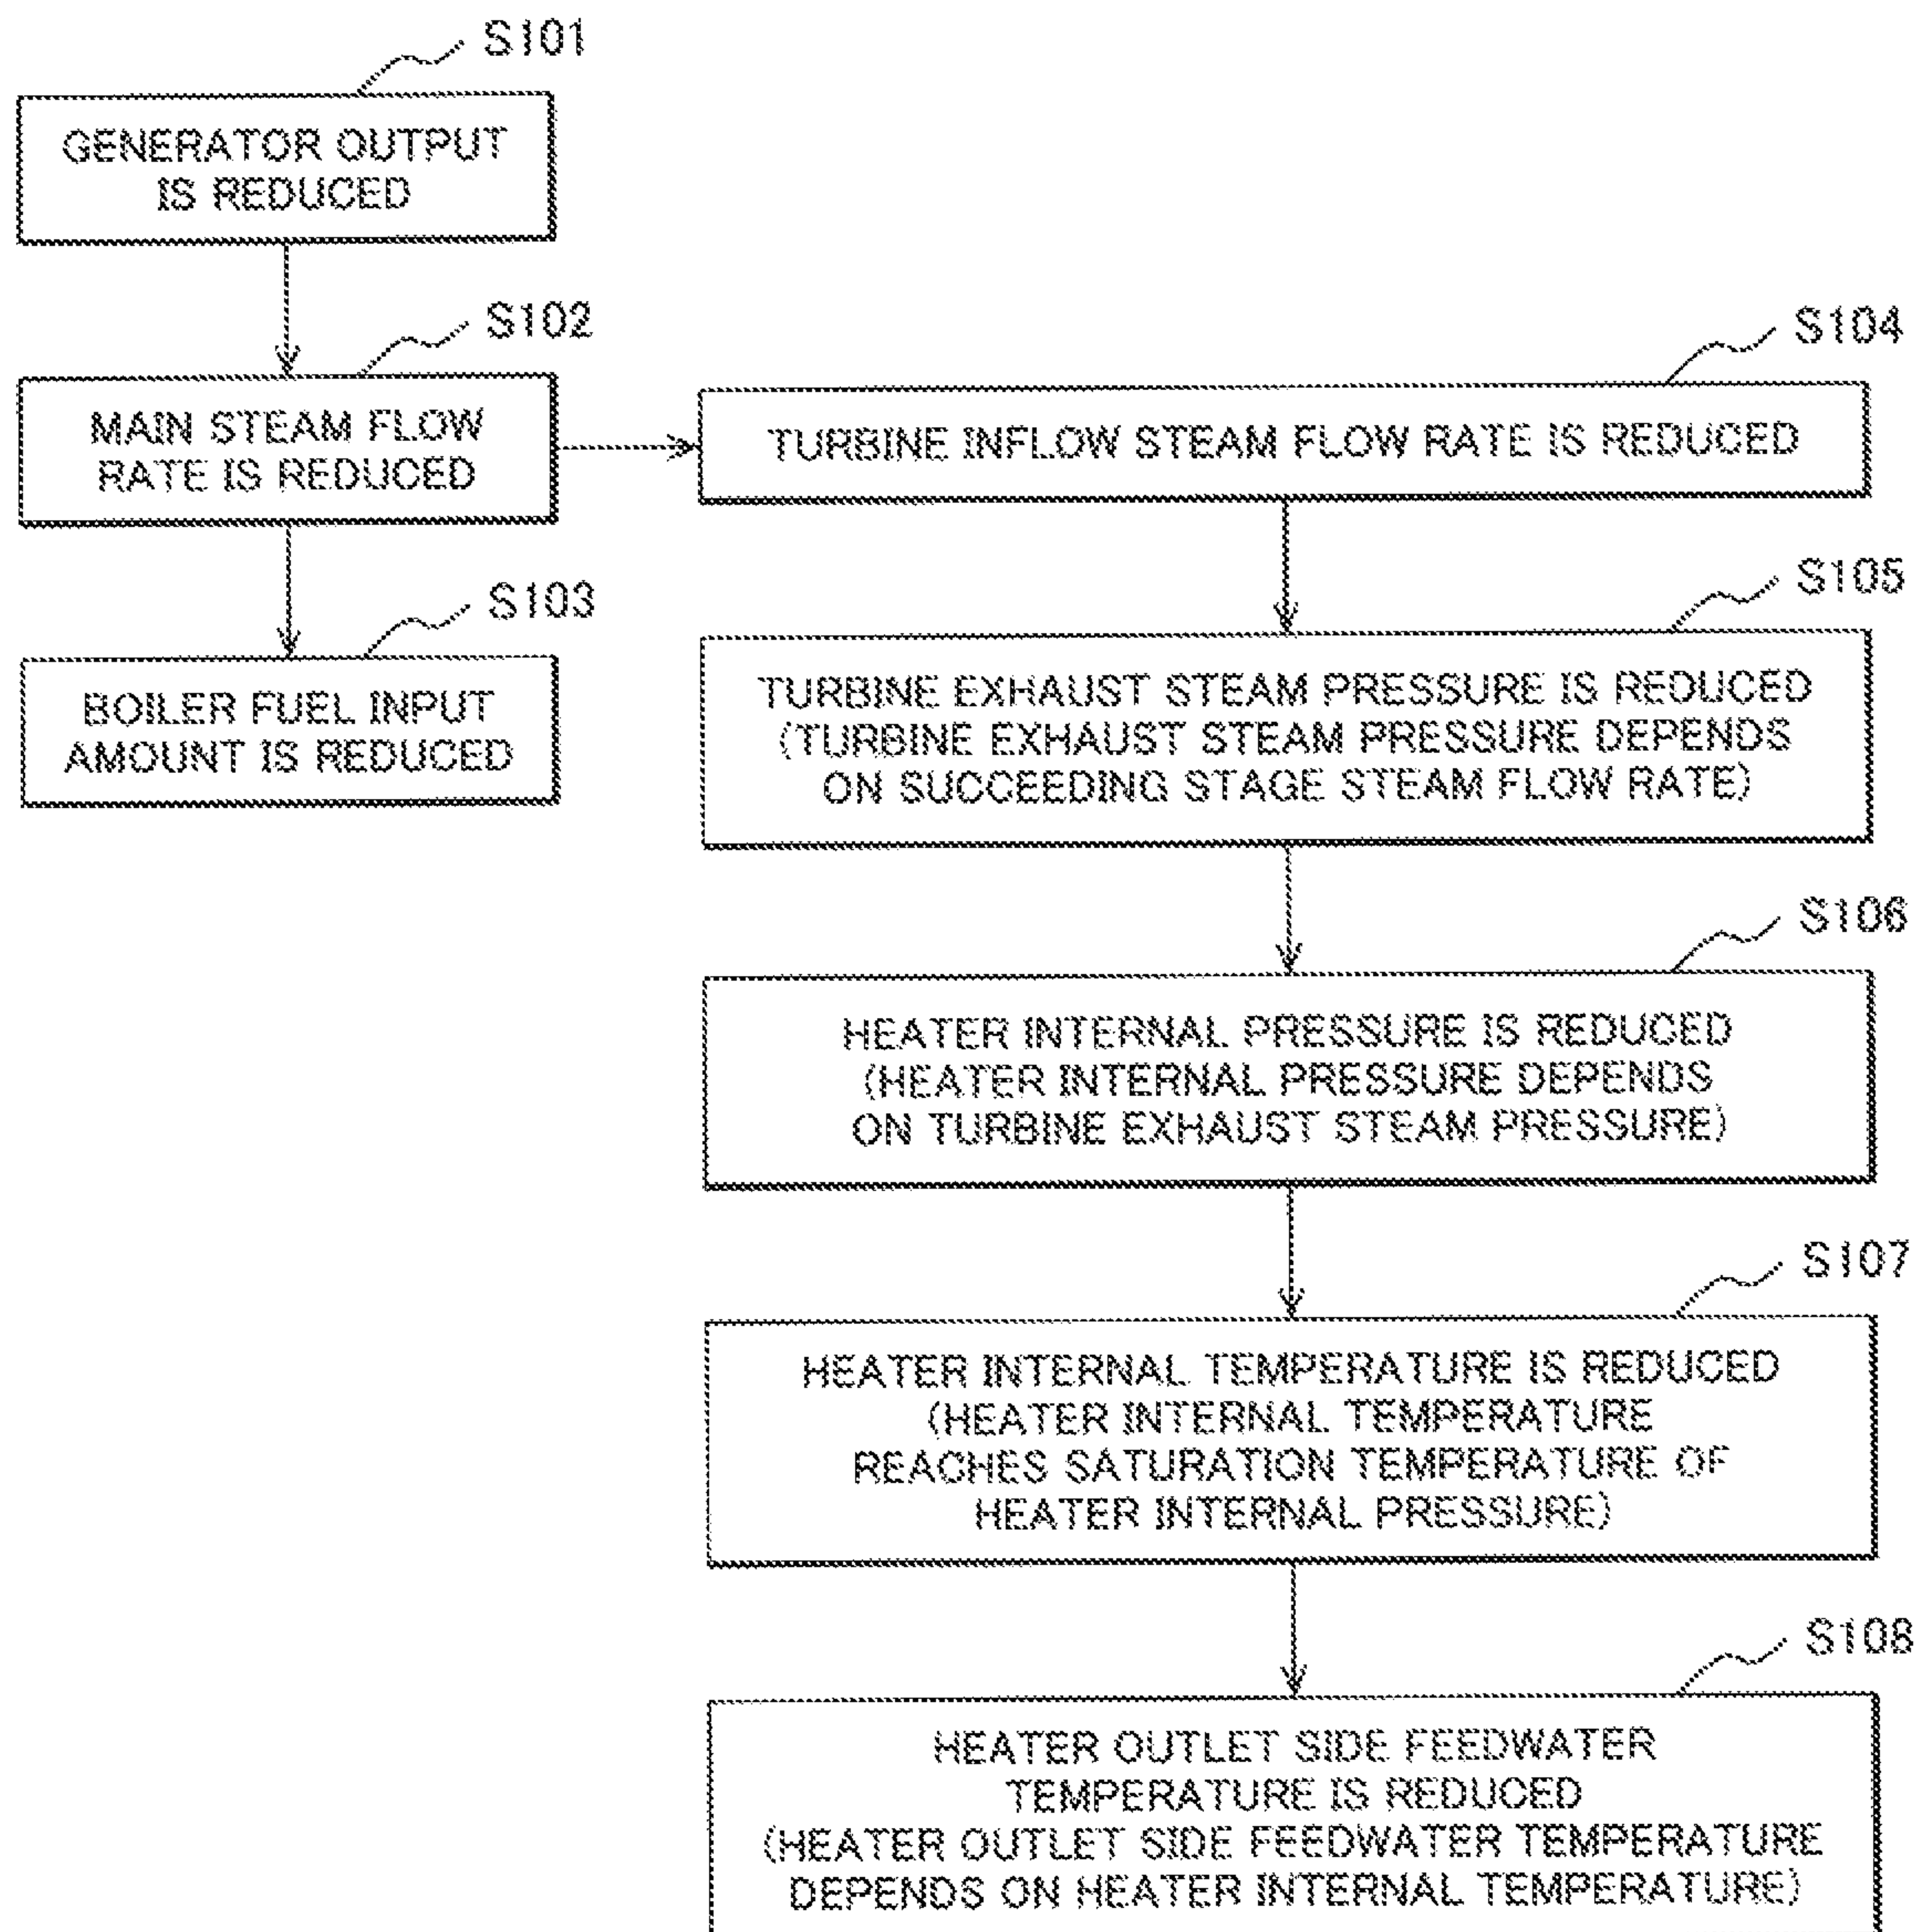 S101
GENERATOR OUTPUT
IS REDUCED
S102
MAIN STEAM FLOW
RATE IS REDUCED
S103
BOILER FUEL INPUT
AMOUNT IS REDUCED
S104
TURBINE INFLOW STEAM FLOW RATE IS REDUCED
S105
TURBINE EXHAUST STEAM PRESSURE IS REDUCED
(TURBINE EXHAUST STEAM PRESSURE DEPENDS
ON SUCCEEDING STAGE STEAM FLOW RATE)
S106
HEATER INTERNAL PRESSURE IS REDUCED
(HEATER INTERNAL PRESSURE DEPENDS
ON TURBINE EXHAUST STEAM PRESSURE)
S107
HEATER INTERNAL TEMPERATURE IS REDUCED
(HEATER INTERNAL TEMPERATURE
REACHES SATURATION TEMPERATURE OF
HEATER INTERNAL PRESSURE)
S108
HEATER OUTLET SIDE FEEDWATER
TEMPERATURE IS REDUCED
(HEATER OUTLET SIDE FEEDWATER TEMPERATURE
DEPENDS ON HEATER INTERNAL TEMPERATURE)